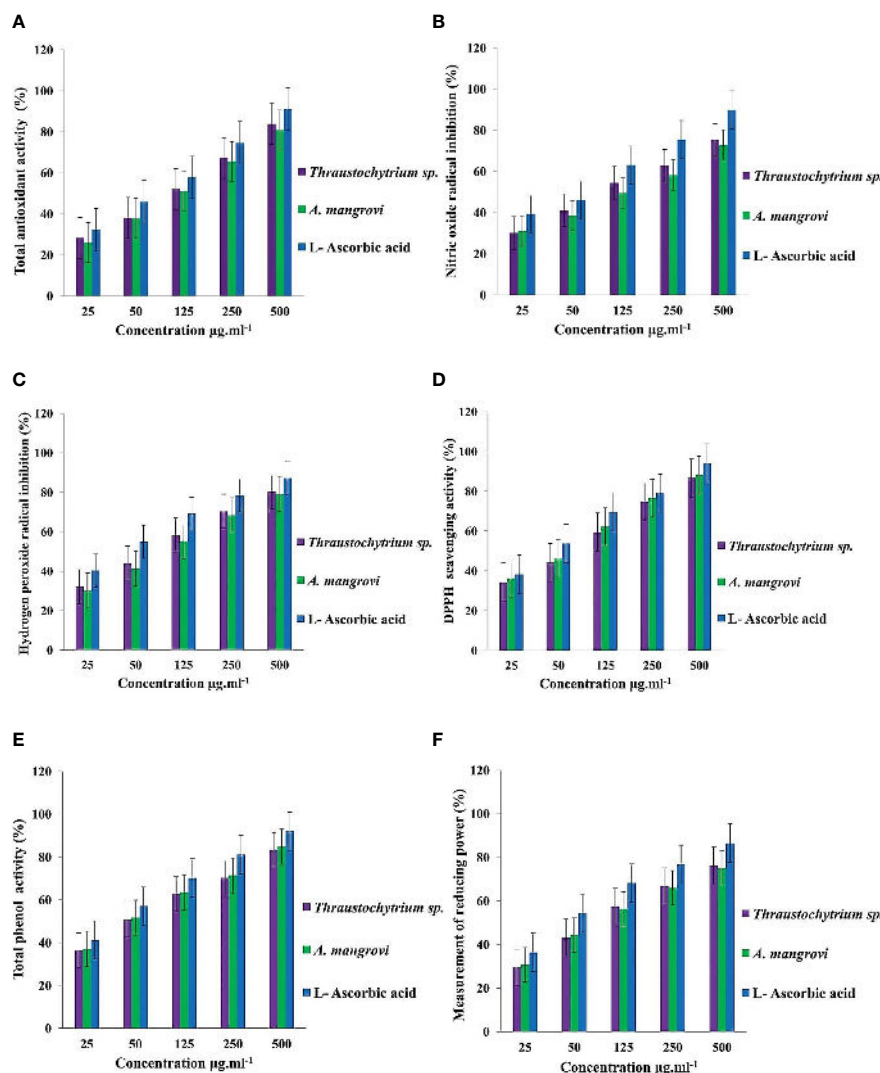 A
Total antioxidant activity (%)
120
100
80
60
40
20
0
25 50 125 250 500
Concentration µg.ml⁻¹
Thraustochytrium sp.
A. mangrovi
L- Ascorbic acid
B
Nitric oxide radical inhibition (%)
120
100
80
60
40
20
0
25 50 125 250 500
Concentration µg.ml⁻¹
Thraustochytrium sp.
A. mangrovi
L- Ascorbic acid
C
Hydrogen peroxide radical inhibition (%)
120
100
80
60
40
20
0
25 50 125 250 500
Concentration µg.ml⁻¹
Thraustochytrium sp.
A. mangrovi
L- Ascorbic acid
D
DPPH scavenging activity (%)
120
100
80
60
40
20
0
25 50 125 250 500
Concentration µg.ml⁻¹
Thraustochytrium sp.
A. mangrovi
L- Ascorbic acid
E
Total phenol activity (%)
120
100
80
60
40
20
0
25 50 125 250 500
Concentration µg.ml⁻¹
Thraustochytrium sp.
A. mangrovi
L- Ascorbic acid
F
Measurement of reducing power (%)
120
100
80
60
40
20
0
25 50 125 250 500
Concentration µg.ml⁻¹
Thraustochytrium sp.
A. mangrovi
L- Ascorbic acid